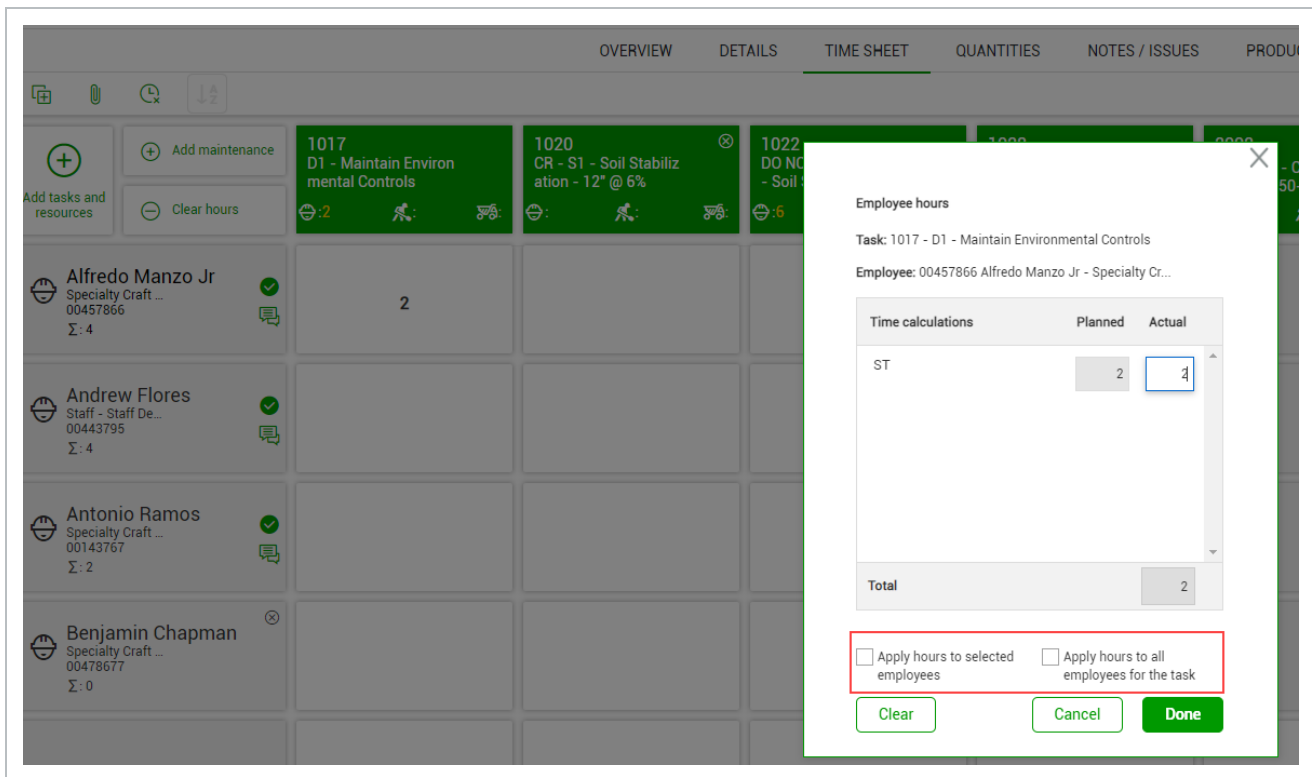 OVERVIEW DETAILS TIME SHEET QUANTITIES NOTES / ISSUES PRODU
Add tasks and
resources
Add maintenance
Clear hours
1017
D1 - Maintain Environ
mental Controls
:2 : :
1020
CR - S1 - Soil Stabiliz
ation - 12" @ 6%
: : :
1022
DO NO
- Soil
:6
50-
Alfredo Manzo Jr
Specialty Craft ...
00457866
Σ: 4
2
Andrew Flores
Staff - Staff De...
00443795
Σ: 4
Antonio Ramos
Specialty Craft ...
00143767
Σ: 2
Benjamin Chapman
Specialty Craft ...
00478677
Σ: 0
Employee hours
Task: 1017 - D1 - Maintain Environmental Controls
Employee: 00457866 Alfredo Manzo Jr - Specialty Cr...
Time calculations Planned Actual
ST 2 2
Total 2
Apply hours to selected
employees
Apply hours to all
employees for the task
Clear Cancel Done